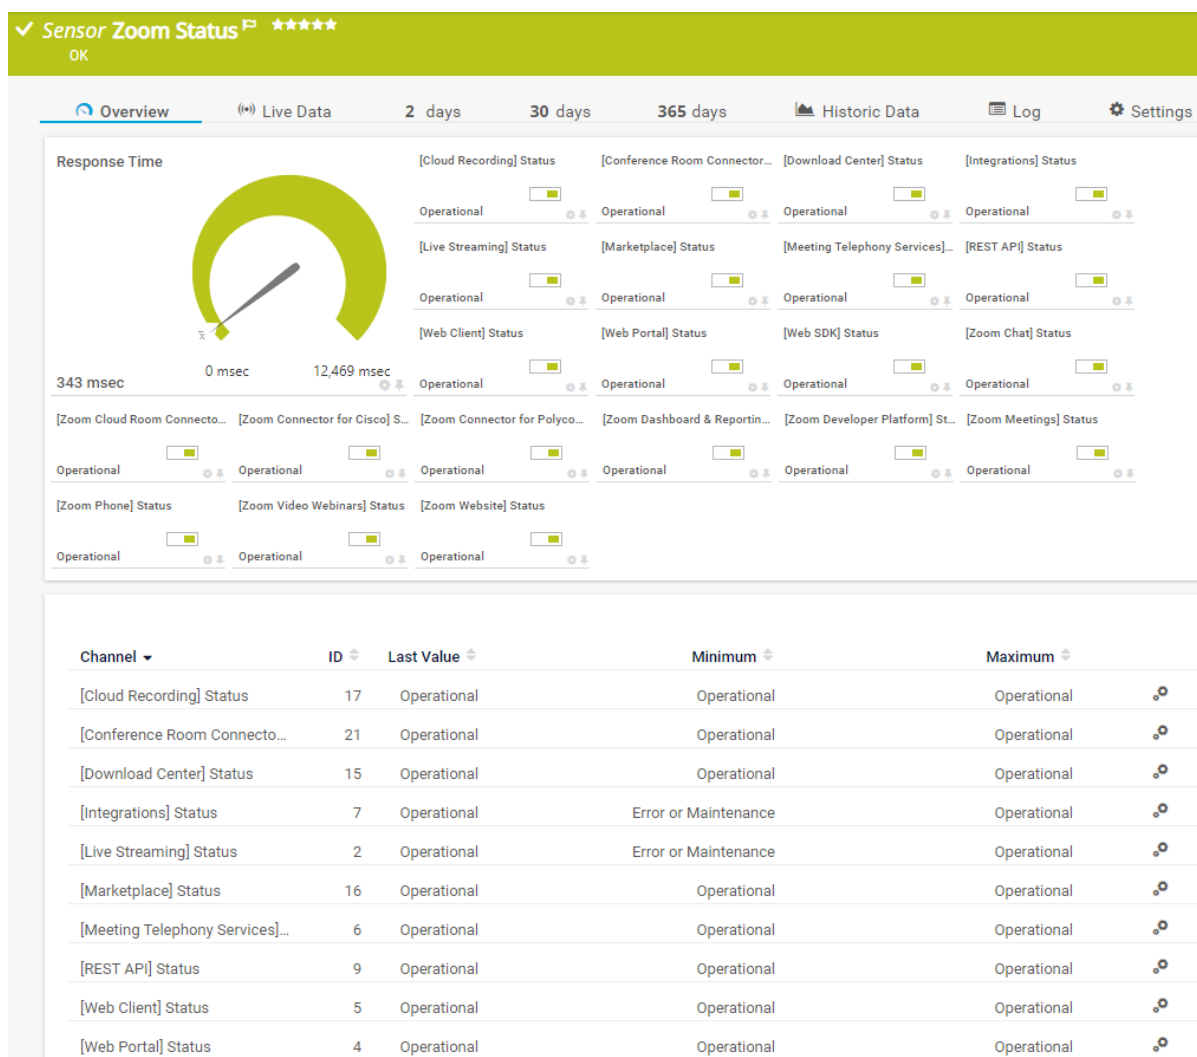 Sensor Zoom Status
OK
Overview Live Data 2 days 30 days 365 days Historic Data Log Settings
Response Time
343 msec
0 msec 12,469 msec
[Cloud Recording] Status [Conference Room Connector... [Download Center] Status [Integrations] Status
Operational Operational Operational Operational
[Live Streaming] Status [Marketplace] Status [Meeting Telephony Services]... [REST API] Status
Operational Operational Operational Operational
[Web Client] Status [Web Portal] Status [Web SDK] Status [Zoom Chat] Status
Operational Operational Operational Operational
[Zoom Cloud Room Connecto... [Zoom Connector for Cisco] S... [Zoom Connector for Polyco... [Zoom Dashboard & Reportin... [Zoom Developer Platform] St... [Zoom Meetings] Status
Operational Operational Operational Operational Operational Operational
[Zoom Phone] Status [Zoom Video Webinars] Status [Zoom Website] Status
Operational Operational Operational
Channel ID Last Value Minimum Maximum
[Cloud Recording] Status 17 Operational Operational Operational
[Conference Room Connecto... 21 Operational Operational Operational
[Download Center] Status 15 Operational Operational Operational
[Integrations] Status 7 Operational Error or Maintenance Operational
[Live Streaming] Status 2 Operational Error or Maintenance Operational
[Marketplace] Status 16 Operational Operational Operational
[Meeting Telephony Services]... 6 Operational Operational Operational
[REST API] Status 9 Operational Operational Operational
[Web Client] Status 5 Operational Operational Operational
[Web Portal] Status 4 Operational Operational Operational